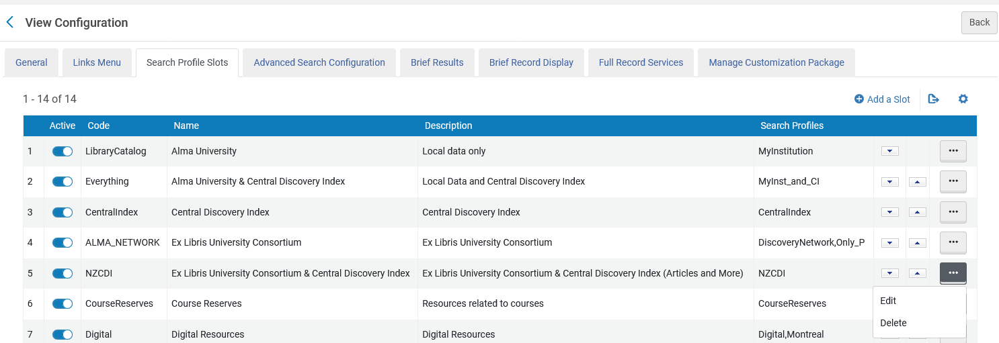 View Configuration
Back
General Links Menu Search Profile Slots Advanced Search Configuration Brief Results Brief Record Display Full Record Services Manage Customization Package
1 - 14 of 14
Add a Slot
Active Code Name Description Search Profiles
1 LibraryCatalog Alma University Local data only MyInstitution
2 Everything Alma University & Central Discovery Index Local Data and Central Discovery Index MyInst_and_CI
3 CentralIndex Central Discovery Index Central Discovery Index CentralIndex
4 ALMA_NETWORK Ex Libris University Consortium Ex Libris University Consortium DiscoveryNetwork,Only_P
5 NZCDI Ex Libris University Consortium & Central Discovery Index Ex Libris University Consortium & Central Discovery Index (Articles and More) NZCDI
6 CourseReserves Course Reserves Resources related to courses CourseReserves
Edit
Delete
7 Digital Digital Resources Digital Resources Digital,Montreal